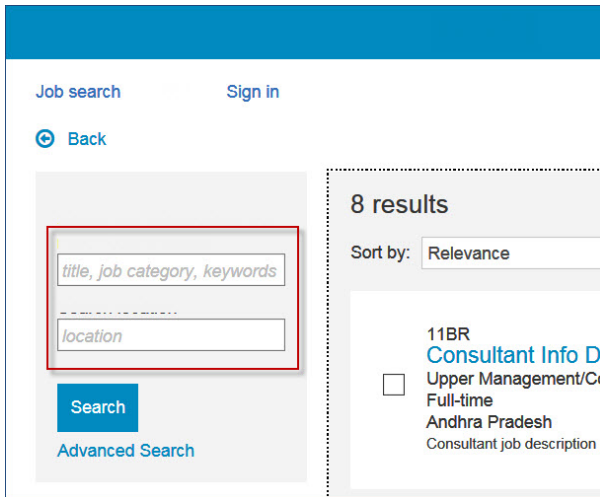 Job search
Sign in
Back
title, job category, keywords
location
Search
Advanced Search
8 results
Sort by: Relevance
11BR
Consultant Info D
Upper Management/Co
Full-time
Andhra Pradesh
Consultant job description